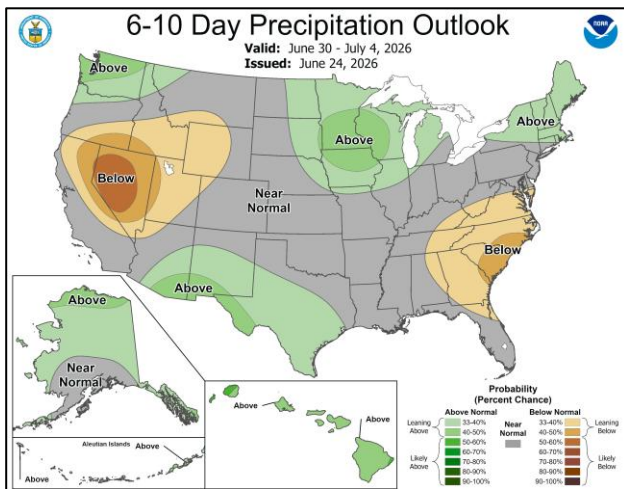 6-10 Day Precipitation Outlook
Valid: June 30 - July 4, 2026
Issued: June 24, 2026
NOAA
Above
Above
Above
Below
Near
Normal
Below
Above
Above
Near
Normal
Aleutian Islands
Above
Above
Above
Above
Probability
(Percent Chance)
Above Normal
Below Normal
Near
Normal
Leaning
Above
Likely
Above
33-40%
40-50%
50-60%
60-70%
70-80%
80-90%
90-100%
33-40%
40-50%
50-60%
60-70%
70-80%
80-90%
90-100%
Leaning
Below
Likely
Below